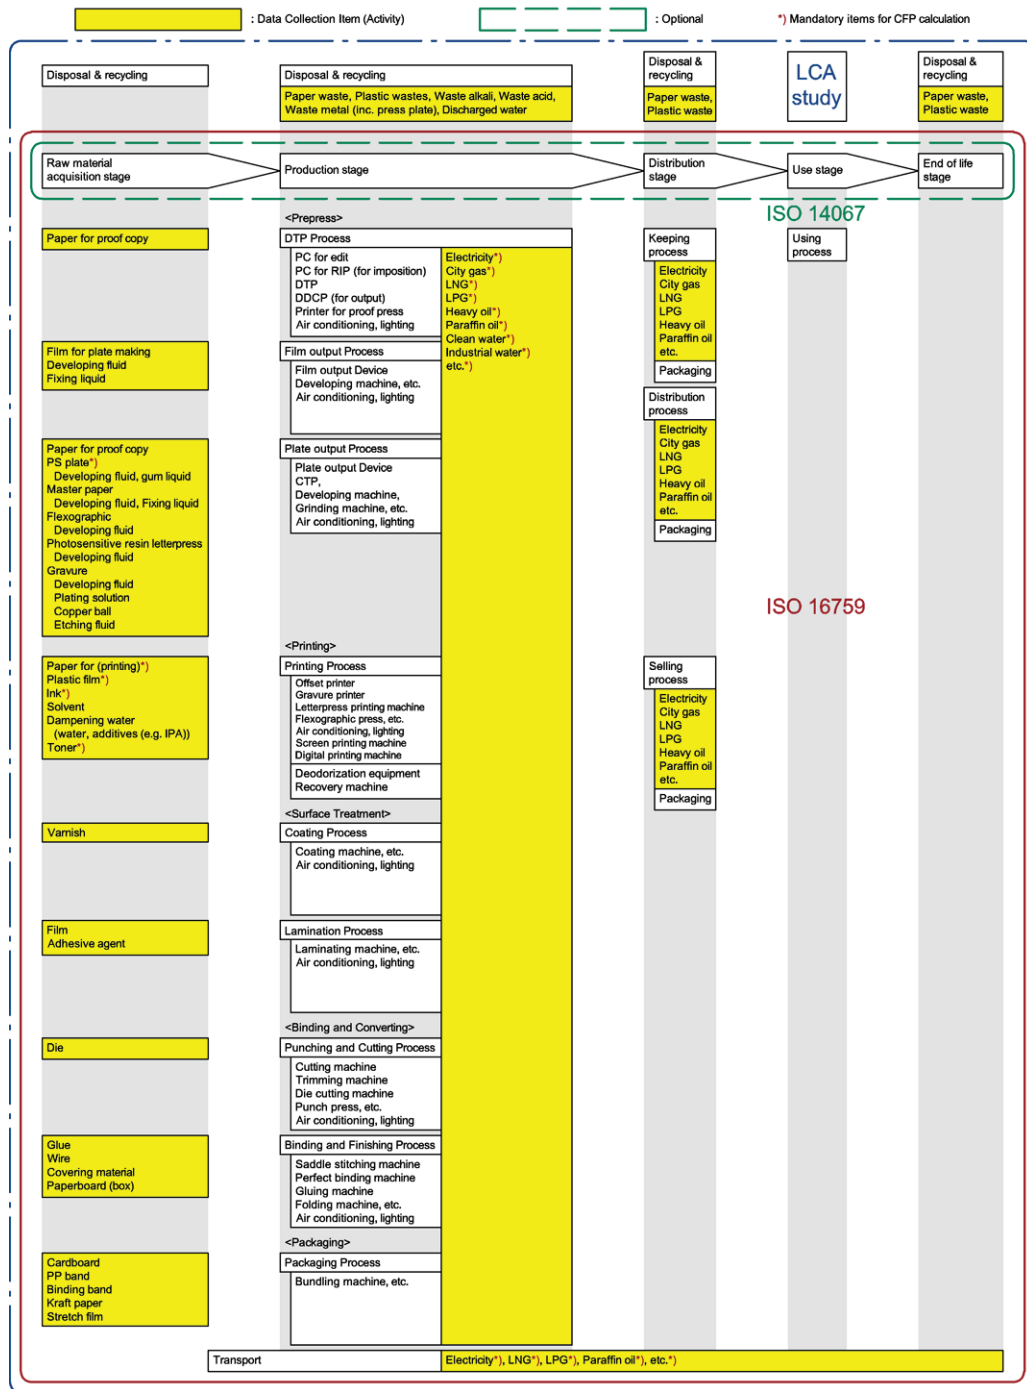 : Data Collection Item (Activity)
: Optional
*) Mandatory items for CFP calculation
Disposal & recycling
Disposal & recycling
Paper waste, Plastic wastes, Waste alkali, Waste acid,
Waste metal (inc. press plate), Discharged water
Disposal &
recycling
Paper waste,
Plastic waste
LCA
study
Disposal &
recycling
Paper waste,
Plastic waste
Raw material
acquisition stage
Production stage
Distribution
stage
Use stage
End of life
stage
ISO 14067
<Prepress>
Paper for proof copy
DTP Process
PC for edit
PC for RIP (for imposition)
DTP
DDCP (for output)
Printer for proof press
Air conditioning, lighting
Electricity*)
City gas*)
LNG*)
LPG*)
Heavy oil*)
Paraffin oil*)
Clean water*)
Industrial water*)
etc.*)
Keeping
process
Electricity
City gas
LNG
LPG
Heavy oil
Paraffin oil
etc.
Packaging
Using
process
Film for plate making
Developing fluid
Fixing liquid
Film output Process
Film output Device
Developing machine, etc.
Air conditioning, lighting
Distribution
process
Electricity
City gas
LNG
LPG
Heavy oil
Paraffin oil
etc.
Packaging
Paper for proof copy
PS plate*)
Developing fluid, gum liquid
Master paper
Developing fluid, Fixing liquid
Flexographic
Developing fluid
Photosensitive resin letterpress
Developing fluid
Gravure
Developing fluid
Plating solution
Copper ball
Etching fluid
Plate output Process
Plate output Device
CTP,
Developing machine,
Grinding machine, etc.
Air conditioning, lighting
ISO 16759
<Printing>
Paper for (printing)*)
Plastic film*)
Ink*)
Solvent
Dampening water
(water, additives (e.g. IPA))
Toner*)
Printing Process
Offset printer
Gravure printer
Letterpress printing machine
Flexographic press, etc.
Air conditioning, lighting
Screen printing machine
Digital printing machine
Deodorization equipment
Recovery machine
Selling
process
Electricity
City gas
LNG
LPG
Heavy oil
Paraffin oil
etc.
Packaging
<Surface Treatment>
Varnish
Coating Process
Coating machine, etc.
Air conditioning, lighting
Film
Adhesive agent
Lamination Process
Laminating machine, etc.
Air conditioning, lighting
<Binding and Converting>
Die
Punching and Cutting Process
Cutting machine
Trimming machine
Die cutting machine
Punch press, etc.
Air conditioning, lighting
Glue
Wire
Covering material
Paperboard (box)
Binding and Finishing Process
Saddle stitching machine
Perfect binding machine
Gluing machine
Folding machine, etc.
Air conditioning, lighting
<Packaging>
Cardboard
PP band
Binding band
Kraft paper
Stretch film
Packaging Process
Bundling machine, etc.
Transport
Electricity*), LNG*), LPG*), Paraffin oil*), etc.*)